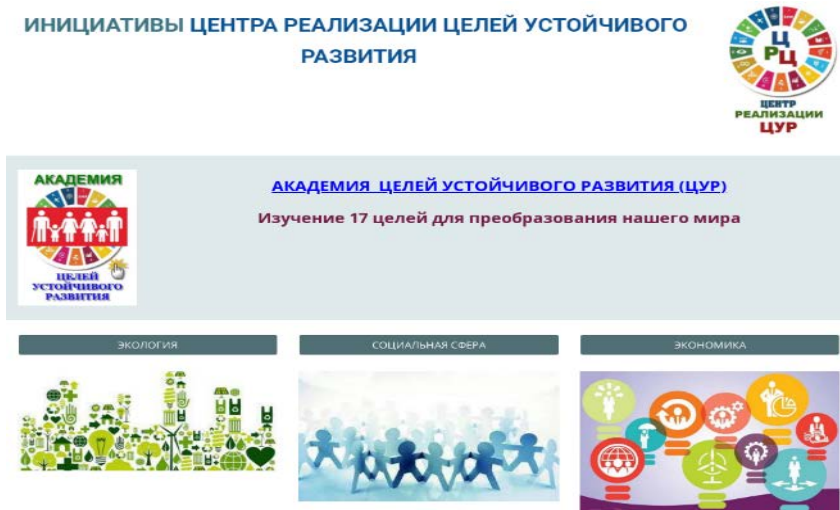 ИНИЦИАТИВЫ ЦЕНТРА РЕАЛИЗАЦИИ ЦЕЛЕЙ УСТОЙЧИВОГО
РАЗВИТИЯ
Ц
РЦ
ЦЕНТР
РЕАЛИЗАЦИИ
ЦУР
АКАДЕМИЯ
ЦЕЛЕЙ
УСТОЙЧИВОГО
РАЗВИТИЯ
АКАДЕМИЯ ЦЕЛЕЙ УСТОЙЧИВОГО РАЗВИТИЯ (ЦУР)
Изучение 17 целей для преобразования нашего мира
ЭКОЛОГИЯ
СОЦИАЛЬНАЯ СФЕРА
ЭКОНОМИКА